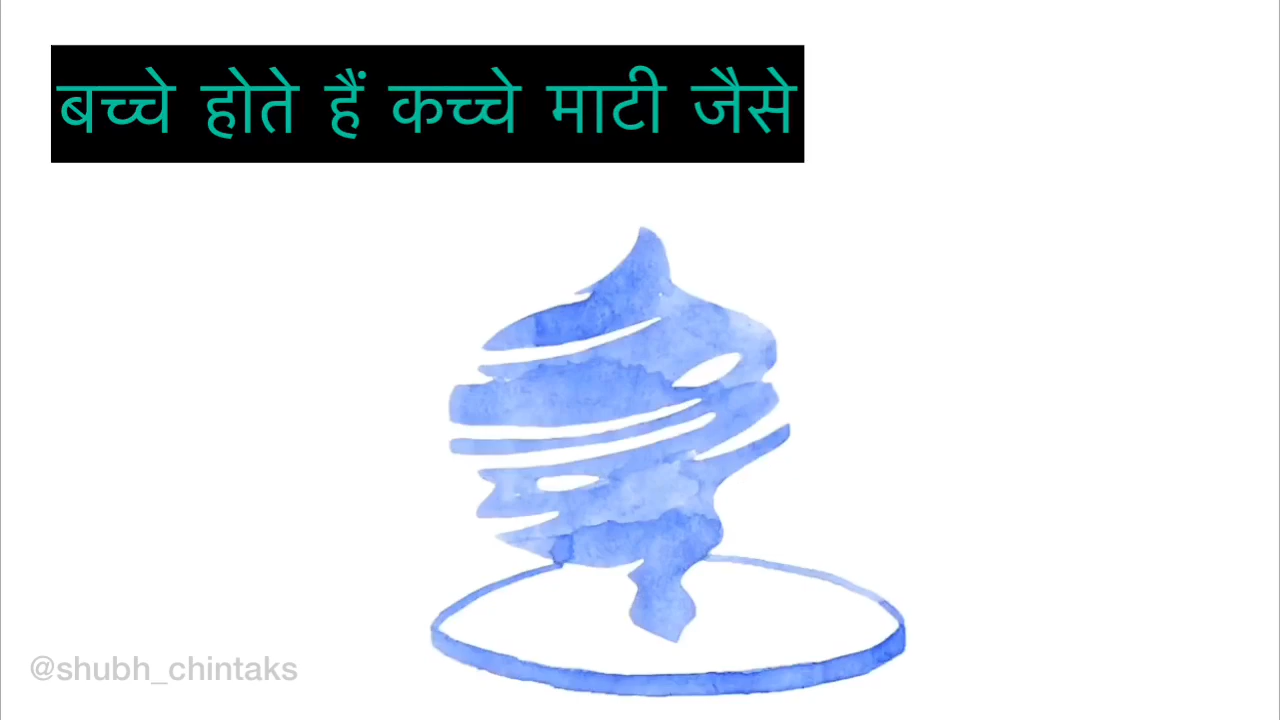 बच्चे होते हैं कच्चे माटी जैसे
@shubh_chintaks